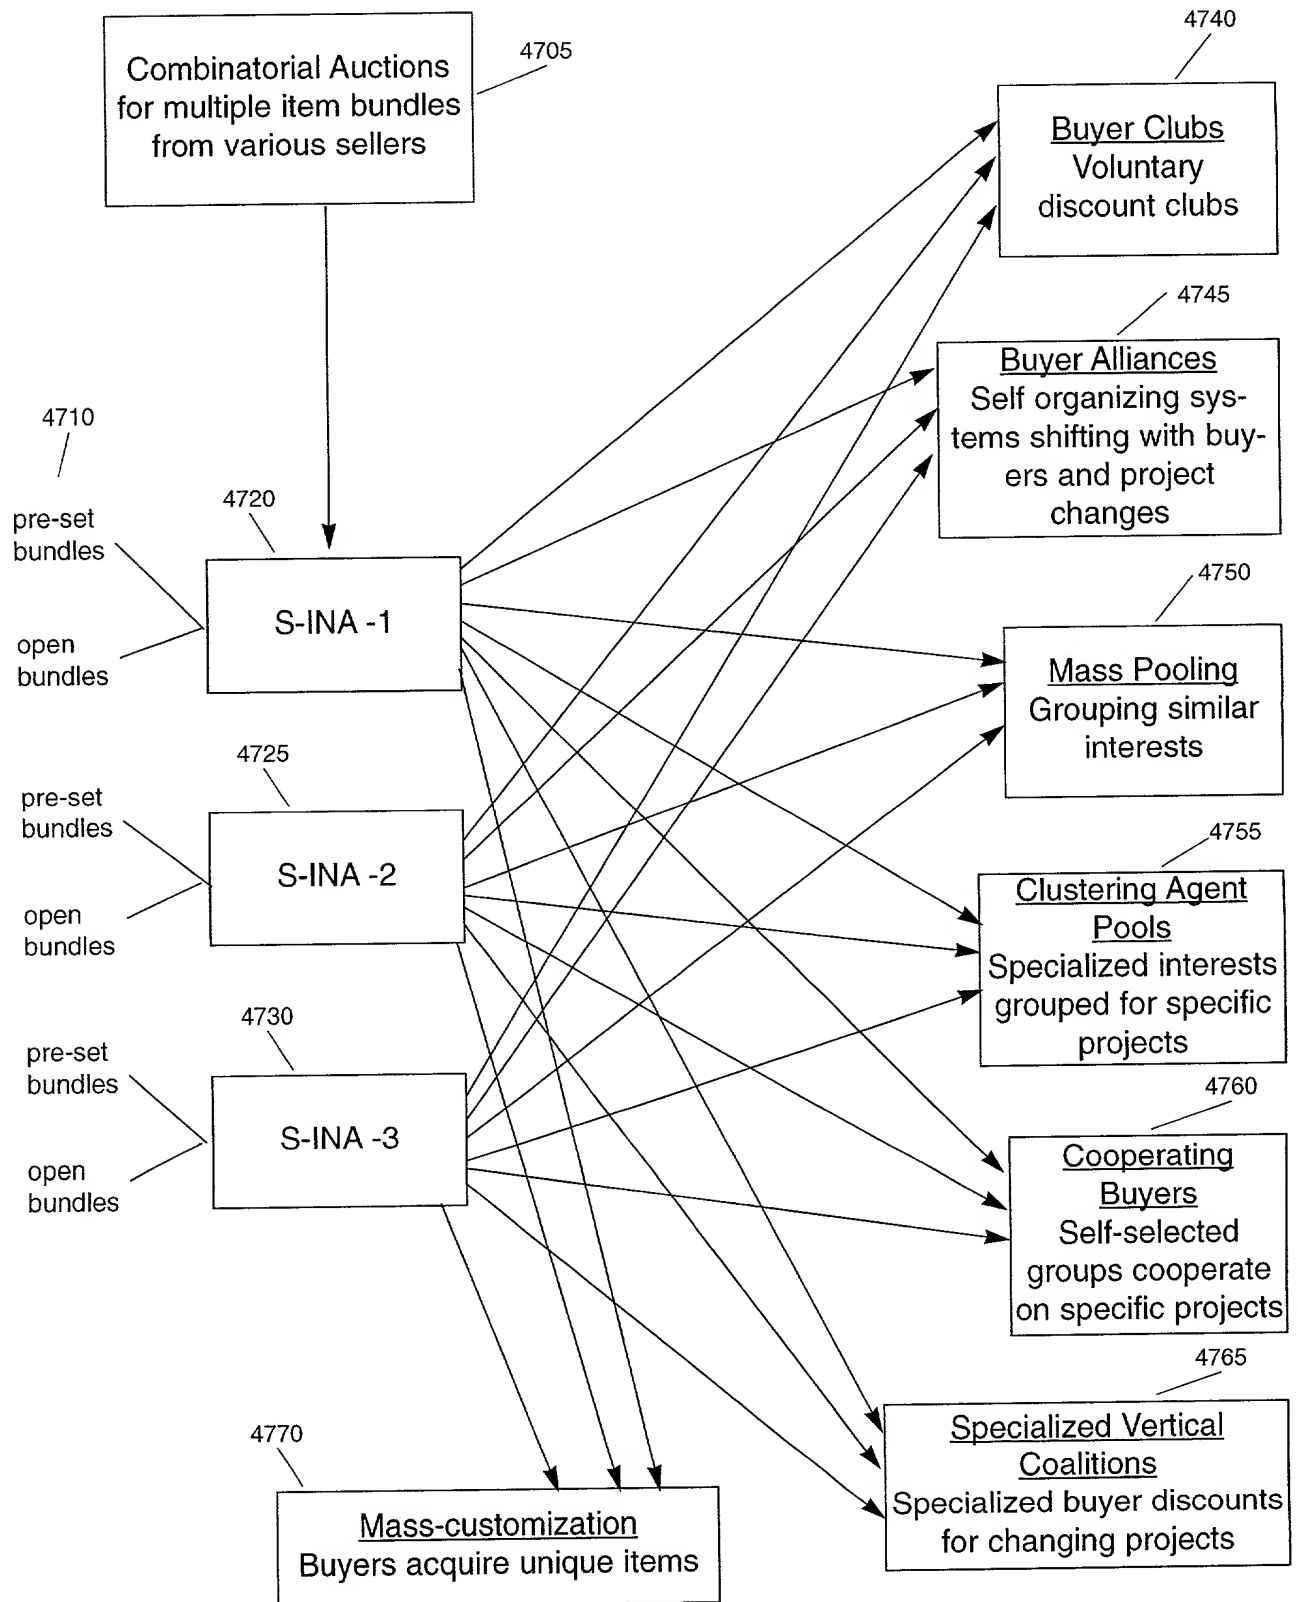 4705
Combinatorial Auctions
for multiple item bundles
from various sellers
4740
Buyer Clubs
Voluntary
discount clubs
4745
Buyer Alliances
Self organizing sys-
tems shifting with buy-
ers and project
changes
4710
pre-set
bundles
open
bundles
4720
S-INA -1
4750
Mass Pooling
Grouping similar
interests
4725
pre-set
bundles
open
bundles
S-INA -2
4755
Clustering Agent
Pools
Specialized interests
grouped for specific
projects
4730
pre-set
bundles
open
bundles
S-INA -3
4760
Cooperating
Buyers
Self-selected
groups cooperate
on specific projects
4765
Specialized Vertical
Coalitions
Specialized buyer discounts
for changing projects
4770
Mass-customization
Buyers acquire unique items